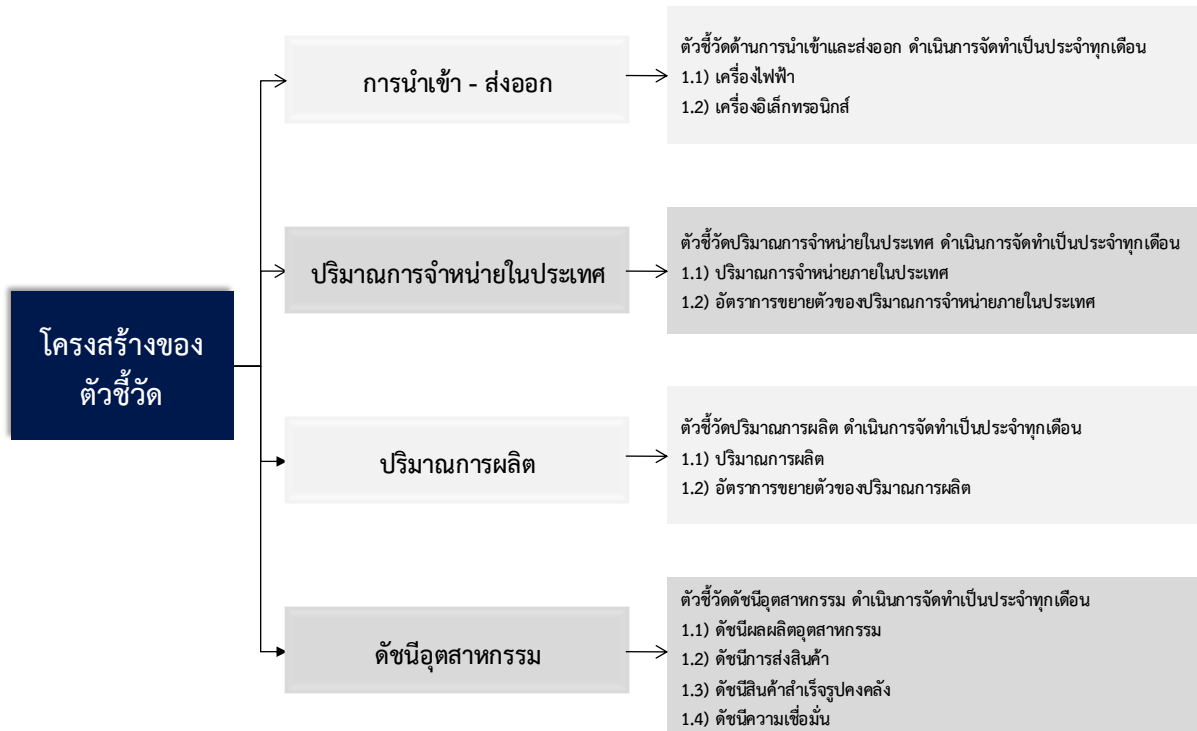 โครงสร้างของ
ตัวชี้วัด
การนำเข้า - ส่งออก
ตัวชี้วัดด้านการนำเข้าและส่งออก ดำเนินการจัดทำเป็นประจำทุกเดือน
1.1) เครื่องไฟฟ้า
1.2) เครื่องอิเล็กทรอนิกส์
ปริมาณการจำหน่ายในประเทศ
ตัวชี้วัดปริมาณการจำหน่ายในประเทศ ดำเนินการจัดทำเป็นประจำทุกเดือน
1.1) ปริมาณการจำหน่ายภายในประเทศ
1.2) อัตราการขยายตัวของปริมาณการจำหน่ายภายในประเทศ
ปริมาณการผลิต
ตัวชี้วัดปริมาณการผลิต ดำเนินการจัดทำเป็นประจำทุกเดือน
1.1) ปริมาณการผลิต
1.2) อัตราการขยายตัวของปริมาณการผลิต
ดัชนีอุตสาหกรรม
ตัวชี้วัดดัชนีอุตสาหกรรม ดำเนินการจัดทำเป็นประจำทุกเดือน
1.1) ดัชนีผลผลิตอุตสาหกรรม
1.2) ดัชนีการส่งสินค้า
1.3) ดัชนีสินค้าสำเร็จรูปคงคลัง
1.4) ดัชนีความเชื่อมั่น